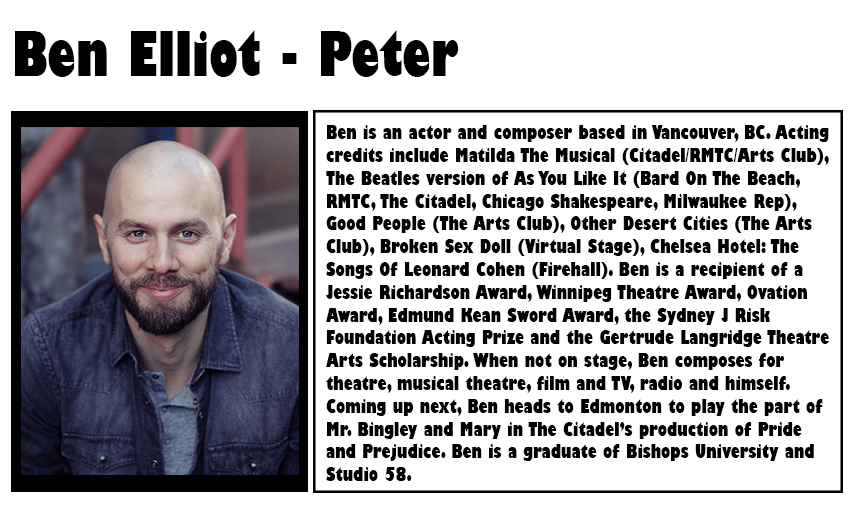 Ben Elliot - Peter
Ben is an actor and composer based in Vancouver, BC. Acting
credits include Matilda The Musical (Citadel/RMTC/Arts Club),
The Beatles version of As You Like It (Bard On The Beach,
RMTC, The Citadel, Chicago Shakespeare, Milwaukee Rep),
Good People (The Arts Club), Other Desert Cities (The Arts
Club), Broken Sex Doll (Virtual Stage), Chelsea Hotel: The
Songs Of Leonard Cohen (Firehall). Ben is a recipient of a
Jessie Richardson Award, Winnipeg Theatre Award, Ovation
Award, Edmund Kean Sword Award, the Sydney J Risk
Foundation Acting Prize and the Gertrude Langridge Theatre
Arts Scholarship. When not on stage, Ben composes for
theatre, musical theatre, film and TV, radio and himself.
Coming up next, Ben heads to Edmonton to play the part of
Mr. Bingley and Mary in The Citadel's production of Pride
and Prejudice. Ben is a graduate of Bishops University and
Studio 58.